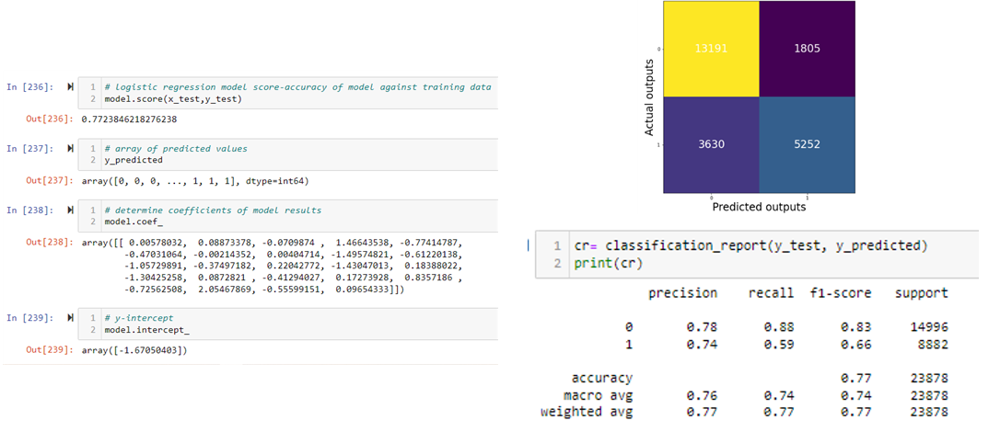 In [236]:
1 # logistic regression model score-accuracy of model against training data
2 model.score(x_test,y_test)
Out[236]: 0.7723846218276238
In [237]:
1 # array of predicted values
2 y_predicted
Out[237]: array([0, 0, 0, ..., 1, 1, 1], dtype=int64)
In [238]:
1 # determine coefficients of model results
2 model.coef_
Out[238]: array([[ 0.00578032, 0.08873378, -0.0709874 , 1.46643538, -0.77414787,
-0.47031064, -0.00214352, 0.00404714, -1.49574821, -0.61220138,
-1.05729891, -0.37497182, 0.22042772, -1.43047013, 0.18388022,
-1.30425258, 0.0872821 , -0.41294027, 0.17273928, 0.8357186 ,
-0.72562508, 2.05467869, -0.55599151, 0.09654333]])
In [239]:
1 # y-intercept
2 model.intercept_
Out[239]: array([-1.67050403])
Actual outputs
0
13191 1805
1
3630 5252
0 1
Predicted outputs
1 cr= classification_report(y_test, y_predicted)
2 print(cr)
precision recall f1-score support
0 0.78 0.88 0.83 14996
1 0.74 0.59 0.66 8882
accuracy 0.77 23878
macro avg 0.76 0.74 0.74 23878
weighted avg 0.77 0.77 0.77 23878